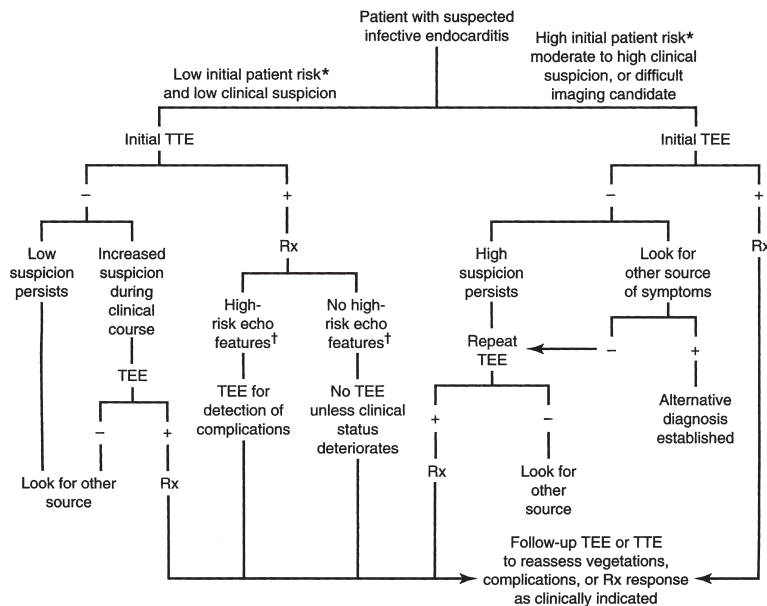 Patient with suspected
infective endocarditis
Low initial patient risk*
and low clinical suspicion
High initial patient risk*
moderate to high clinical
suspicion, or difficult
imaging candidate
Initial TTE
Initial TEE
–
+
–
+
Low
suspicion
persists
Increased
suspicion
during
clinical
course
Rx
High
suspicion
persists
Look for
other source
of symptoms
Rx
High-
risk echo
features†
No high-
risk echo
features†
TEE
Repeat
TEE
–
+
TEE for
detection of
complications
No TEE
unless clinical
status
deteriorates
Alternative
diagnosis
established
–
+
+
–
Look for other
source
Rx
Rx
Look for
other
source
Follow-up TEE or TTE
to reassess vegetations,
complications, or Rx response
as clinically indicated